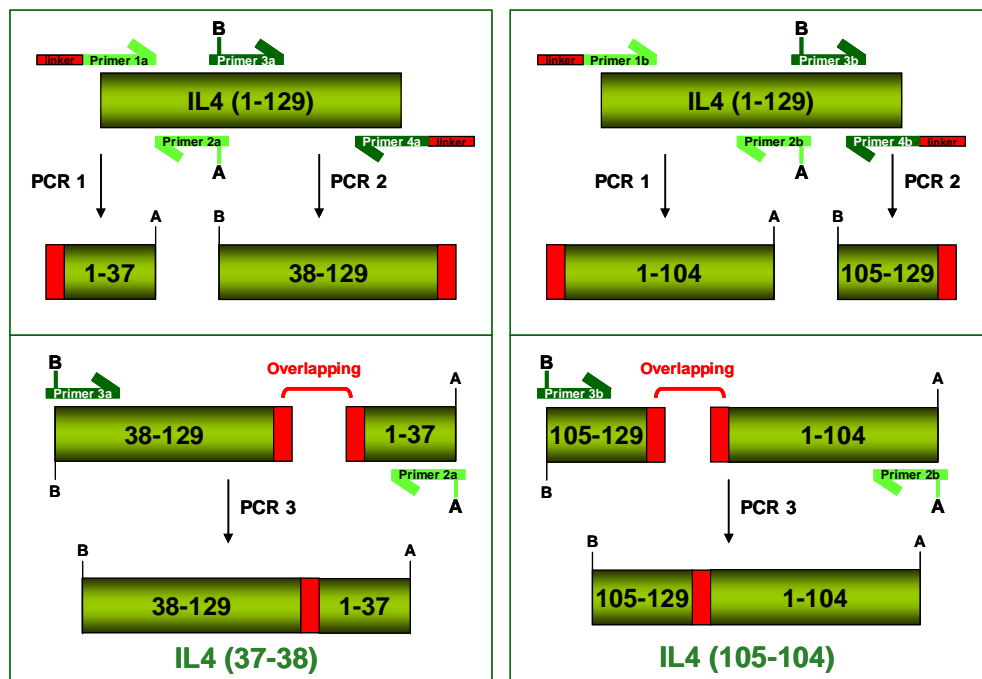 B
linker Primer 1a
Primer 3a
IL4 (1-129)
Primer 2a
Primer 4a linker
A
PCR 1
PCR 2
A
B
1-37
38-129
B
linker Primer 1b
Primer 3b
IL4 (1-129)
Primer 2b
Primer 4b linker
A
PCR 1
PCR 2
A
B
1-104
105-129
B
Primer 3a
Overlapping
A
38-129
1-37
B
Primer 2a
A
PCR 3
B
A
38-129
1-37
IL4 (37-38)
B
Primer 3b
Overlapping
A
105-129
1-104
B
Primer 2b
A
PCR 3
B
A
105-129
1-104
IL4 (105-104)